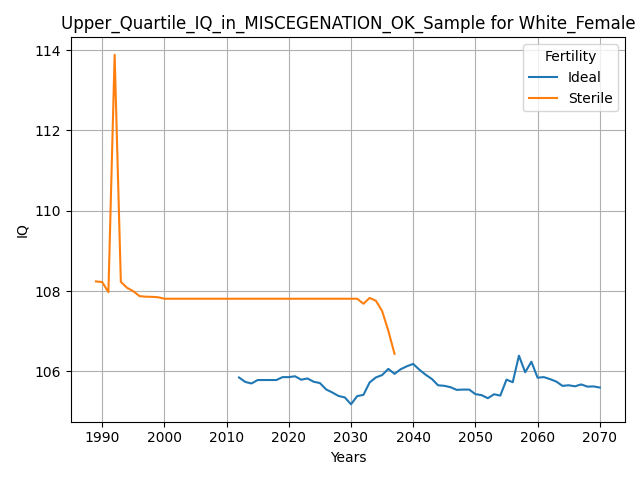 Upper_Quartile_IQ_in_MISCEGENATION_OK_Sample for White_Female
Fertility
Ideal
Sterile
114
112
110
108
106
IQ
1990 2000 2010 2020 2030 2040 2050 2060 2070
Years